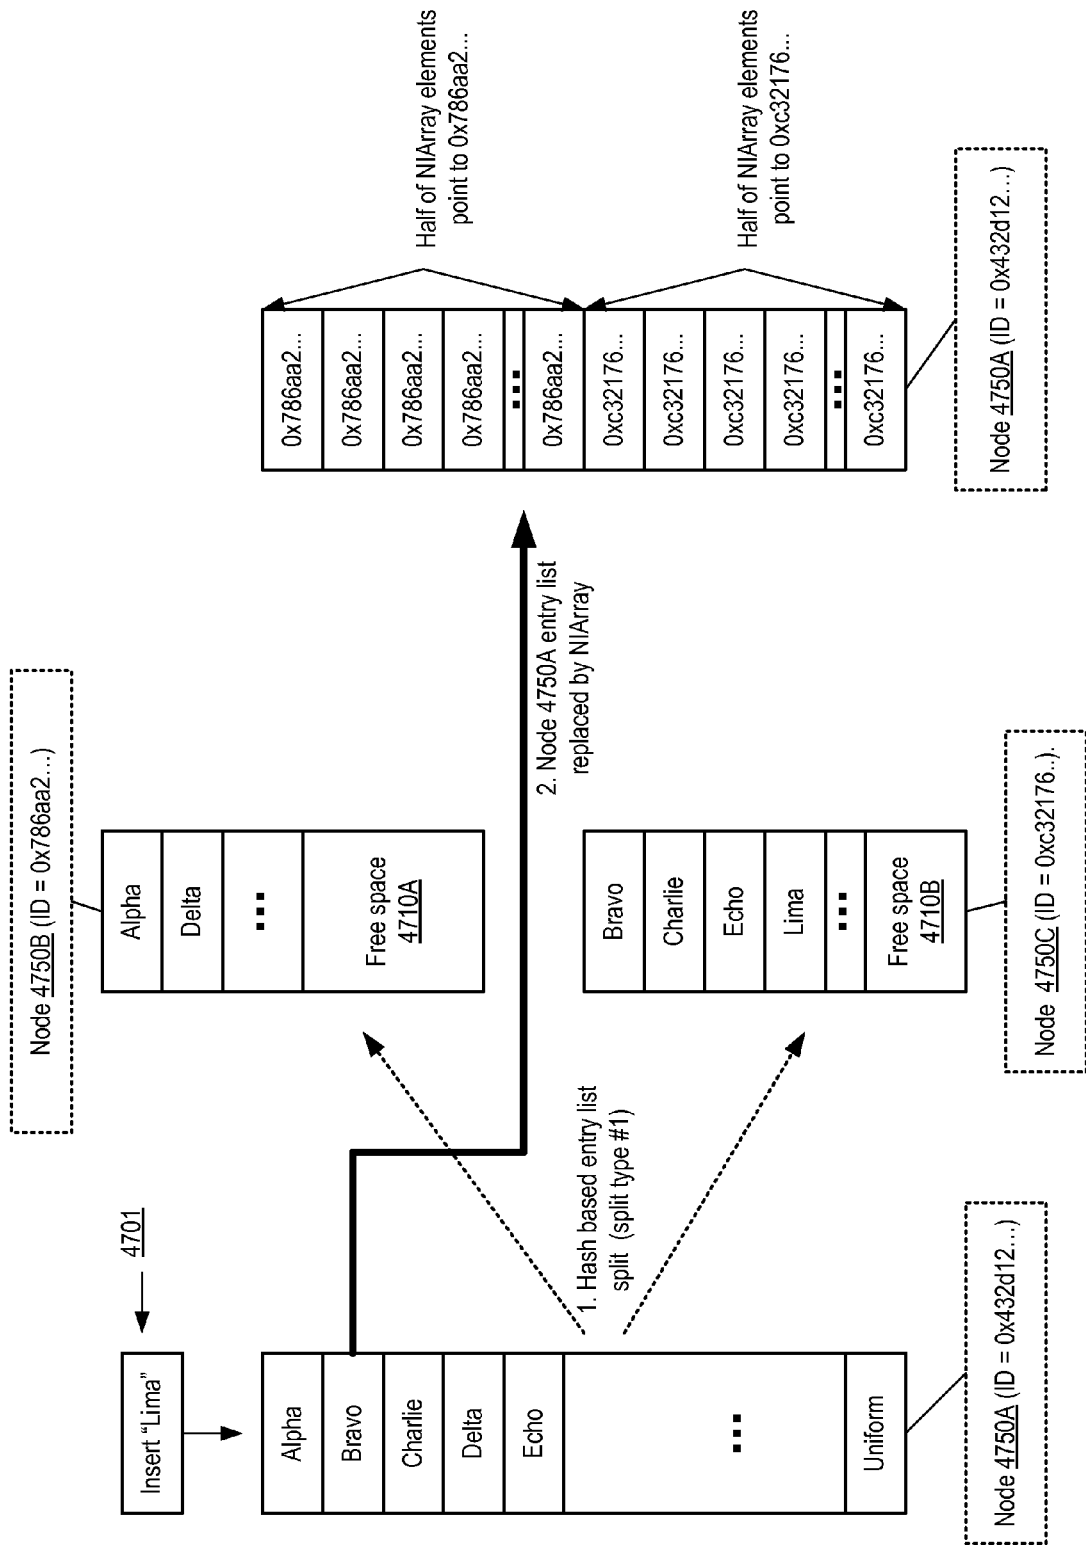 Insert “Lima”
4701
Alpha
Bravo
Charlie
Delta
Echo
...
Uniform
Node 4750A (ID = 0x432d12...)
1. Hash based entry list
split (split type #1)
Node 4750B (ID = 0x786aa2...)
Alpha
Delta
...
Free space
4710A
2. Node 4750A entry list
replaced by NIArray
Bravo
Charlie
Echo
Lima
...
Free space
4710B
Node 4750C (ID = 0xc32176..).
0x786aa2...
0x786aa2...
0x786aa2...
0x786aa2...
...
0x786aa2...
0xc32176...
0xc32176...
0xc32176...
0xc32176...
...
0xc32176...
Half of NIArray elements
point to 0x786aa2...
Half of NIArray elements
point to 0xc32176...
Node 4750A (ID = 0x432d12...)